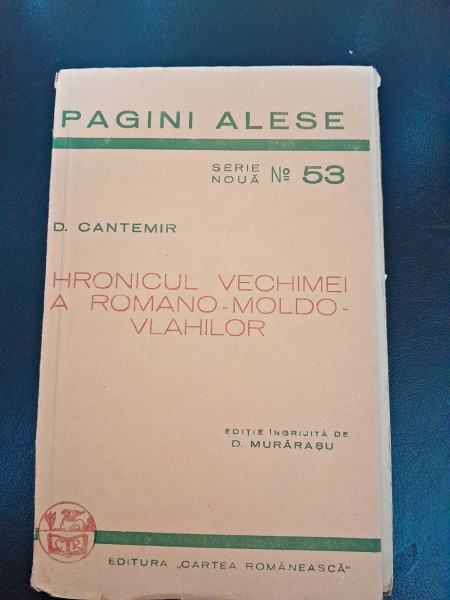 PAGINI ALESE
SERIE
NOUĂ Nº 53
D. CANTEMIR
HRONICUL VECHIMEI
A ROMANO-MOLDO-
VLAHILOR
EDIȚIE ÎNGRIJITĂ DE
D. MURĂRAȘU
CTR
EDITURA „CARTEA ROMÂNEASCĂ"